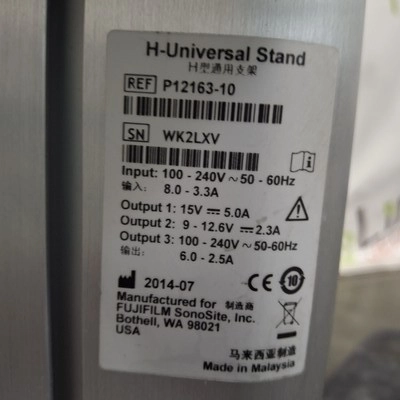 H-Universal Stand
H型通用支架
REF P12163-10
SN WK2LXV
Input: 100 - 240V ~ 50 - 60Hz
输入: 8.0 - 3.3A
Output 1: 15V ⎓ 5.0A
Output 2: 9 - 12.6V ⎓ 2.3A
Output 3: 100 - 240V ~ 50-60Hz
输出: 6.0 - 2.5A
2014-07
CE 10
Manufactured for 制造商
FUJIFILM SonoSite, Inc.
Bothell, WA 98021
USA
马来西亚制造
Made in Malaysia